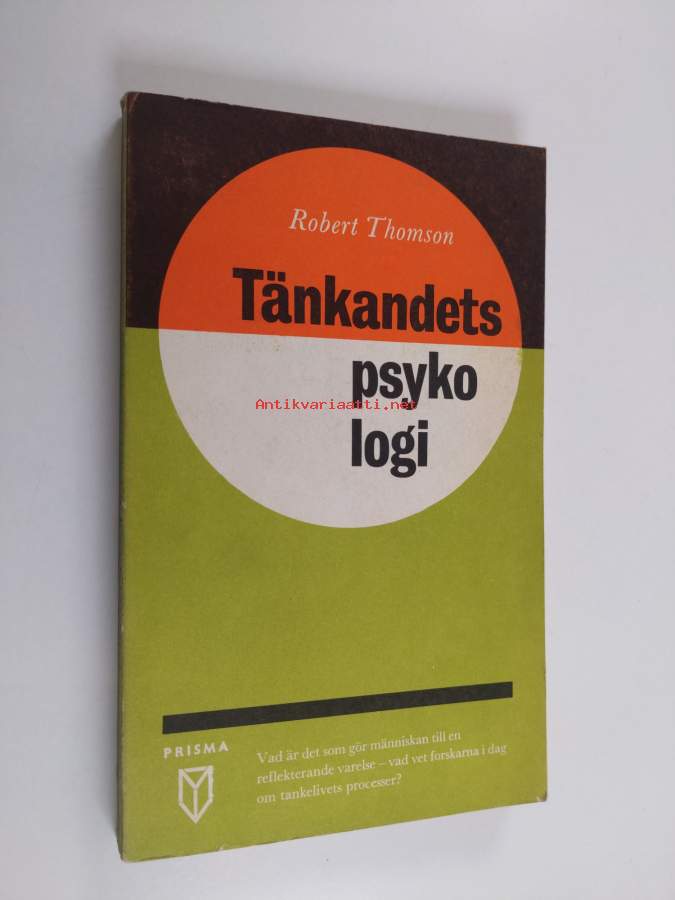 Robert Thomson
Tänkandets
psyko
Antikvariaatti.net
logi
PRISMA
Vad är det som gör människan till en
reflekterande varelse – vad vet forskarna i dag
om tankelivets processer?